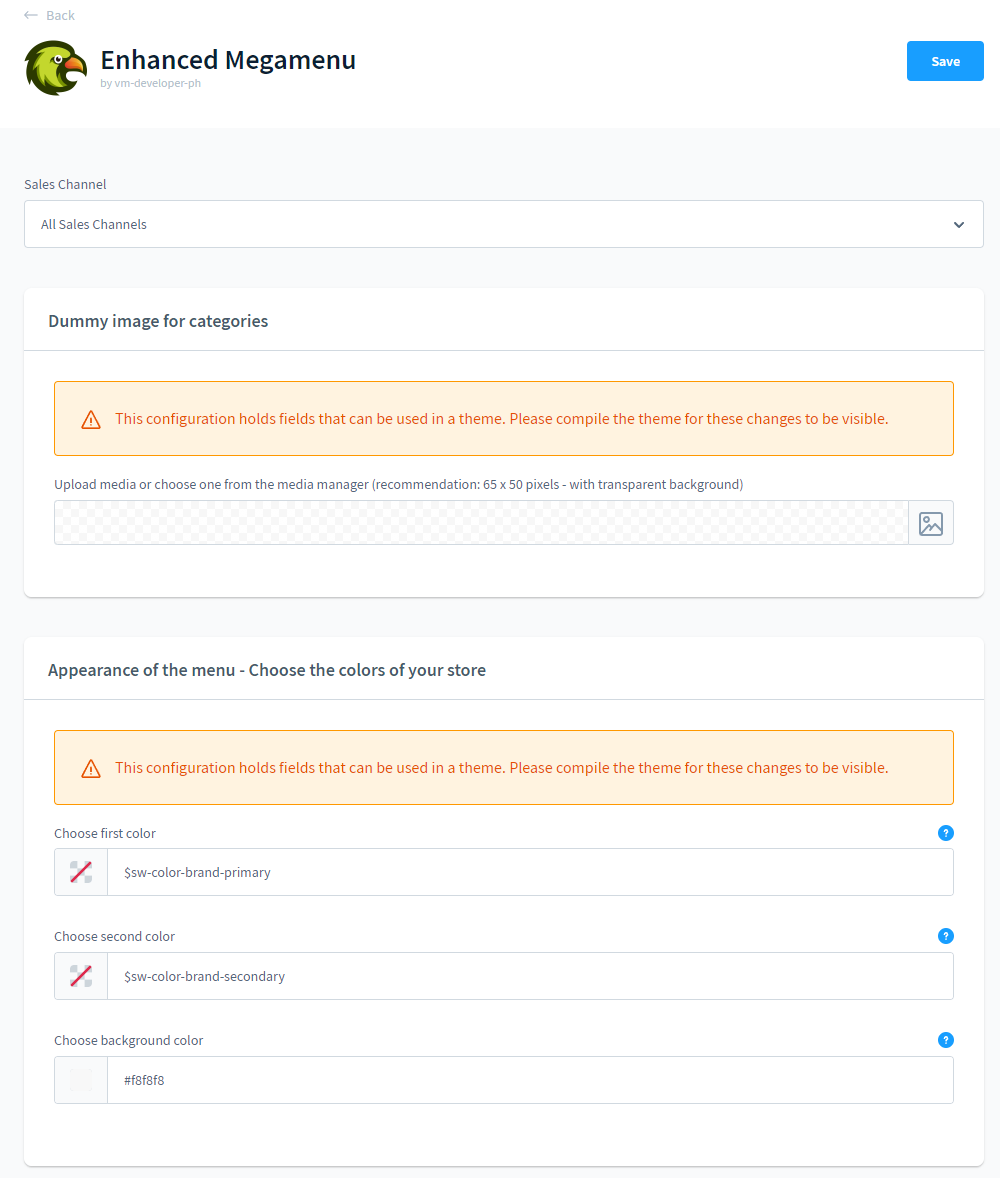 Back
Enhanced Megamenu
by vm-developer-ph
Save
Sales Channel
All Sales Channels
Dummy image for categories
This configuration holds fields that can be used in a theme. Please compile the theme for these changes to be visible.
Upload media or choose one from the media manager (recommendation: 65 x 50 pixels - with transparent background)
Appearance of the menu - Choose the colors of your store
This configuration holds fields that can be used in a theme. Please compile the theme for these changes to be visible.
Choose first color
?
$sw-color-brand-primary
Choose second color
?
$sw-color-brand-secondary
Choose background color
?
#f8f8f8